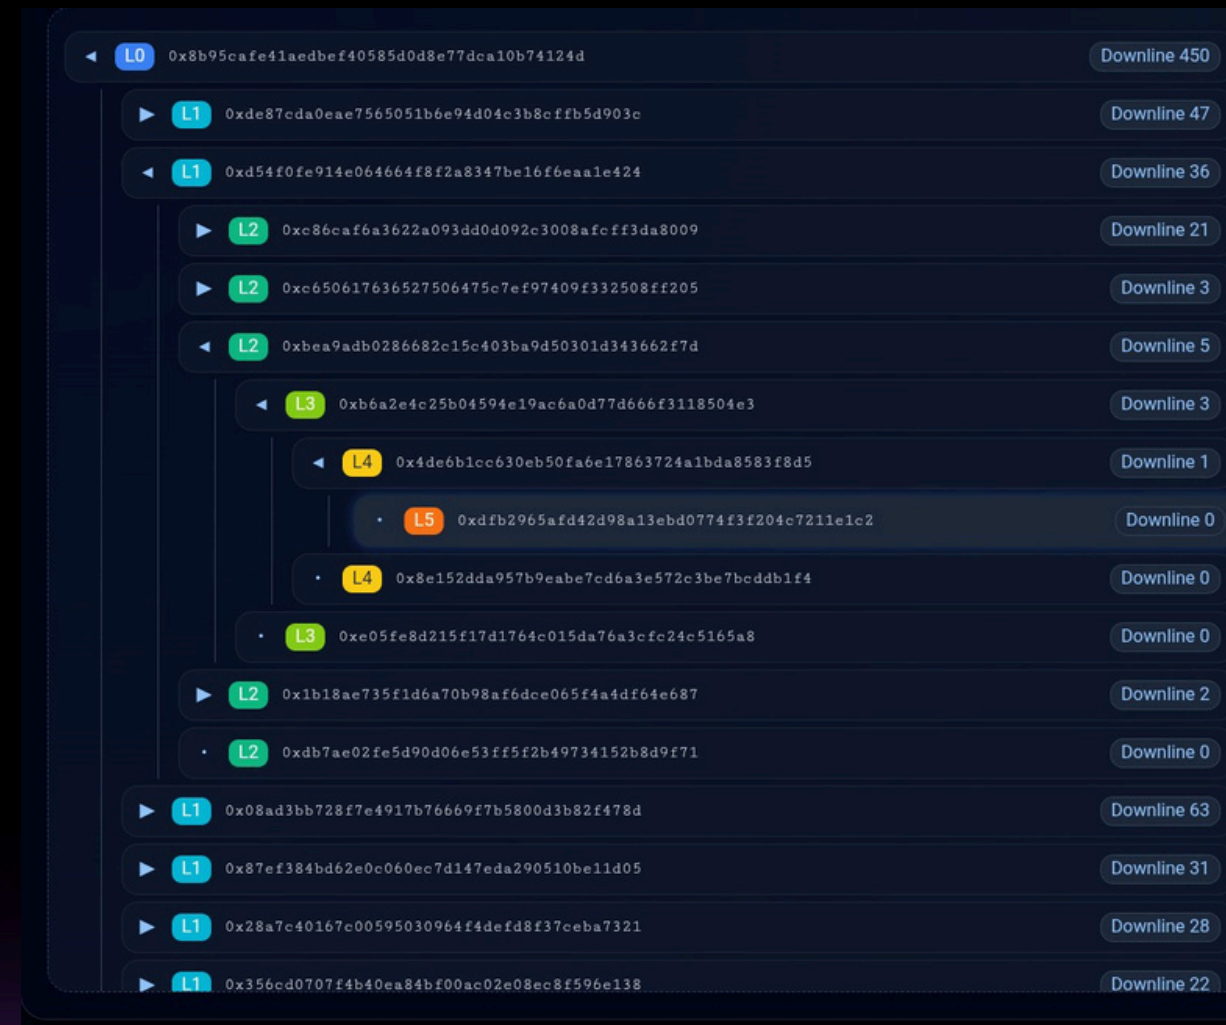 L0 0x8b95cafe41aedbef40585d0d8e77dca10b74124d Downline 450
L1 0xde87cda0eae7565051b6e94d04c3b8cffb5d903c Downline 47
L1 0xd54f0fe914e064664f8f2a8347be16f6eaa1e424 Downline 36
L2 0xc86caf6a3622a093dd0d092c3008afcff3da8009 Downline 21
L2 0xc650617636527506475c7ef97409f332508ff205 Downline 3
L2 0xbea9adb0286682c15c403ba9d50301d343662f7d Downline 5
L3 0xb6a2e4c25b04594e19ac6a0d77d666f3118504e3 Downline 3
L4 0x4de6b1cc630eb50fa6e17863724a1bda8583f8d5 Downline 1
L5 0xdfb2965afd42d98a13ebd0774f3f204c7211e1c2 Downline 0
L4 0x8e152dda957b9eabe7cd6a3e572c3be7bcddb1f4 Downline 0
L3 0xe05fe8d215f17d1764c015da76a3cfc24c5165a8 Downline 0
L2 0x1b18ae735f1d6a70b98af6dce065f4a4df64e687 Downline 2
L2 0xdb7ae02fe5d90d06e53ff5f2b49734152b8d9f71 Downline 0
L1 0x08ad3bb728f7e4917b76669f7b5800d3b82f478d Downline 63
L1 0x87ef384bd62e0c060ec7d147eda290510be11d05 Downline 31
L1 0x28a7c40167c00595030964f4defd8f37ceba7321 Downline 28
L1 0x356cd0707f4b40ea84bf00ac02e08ec8f596e138 Downline 22